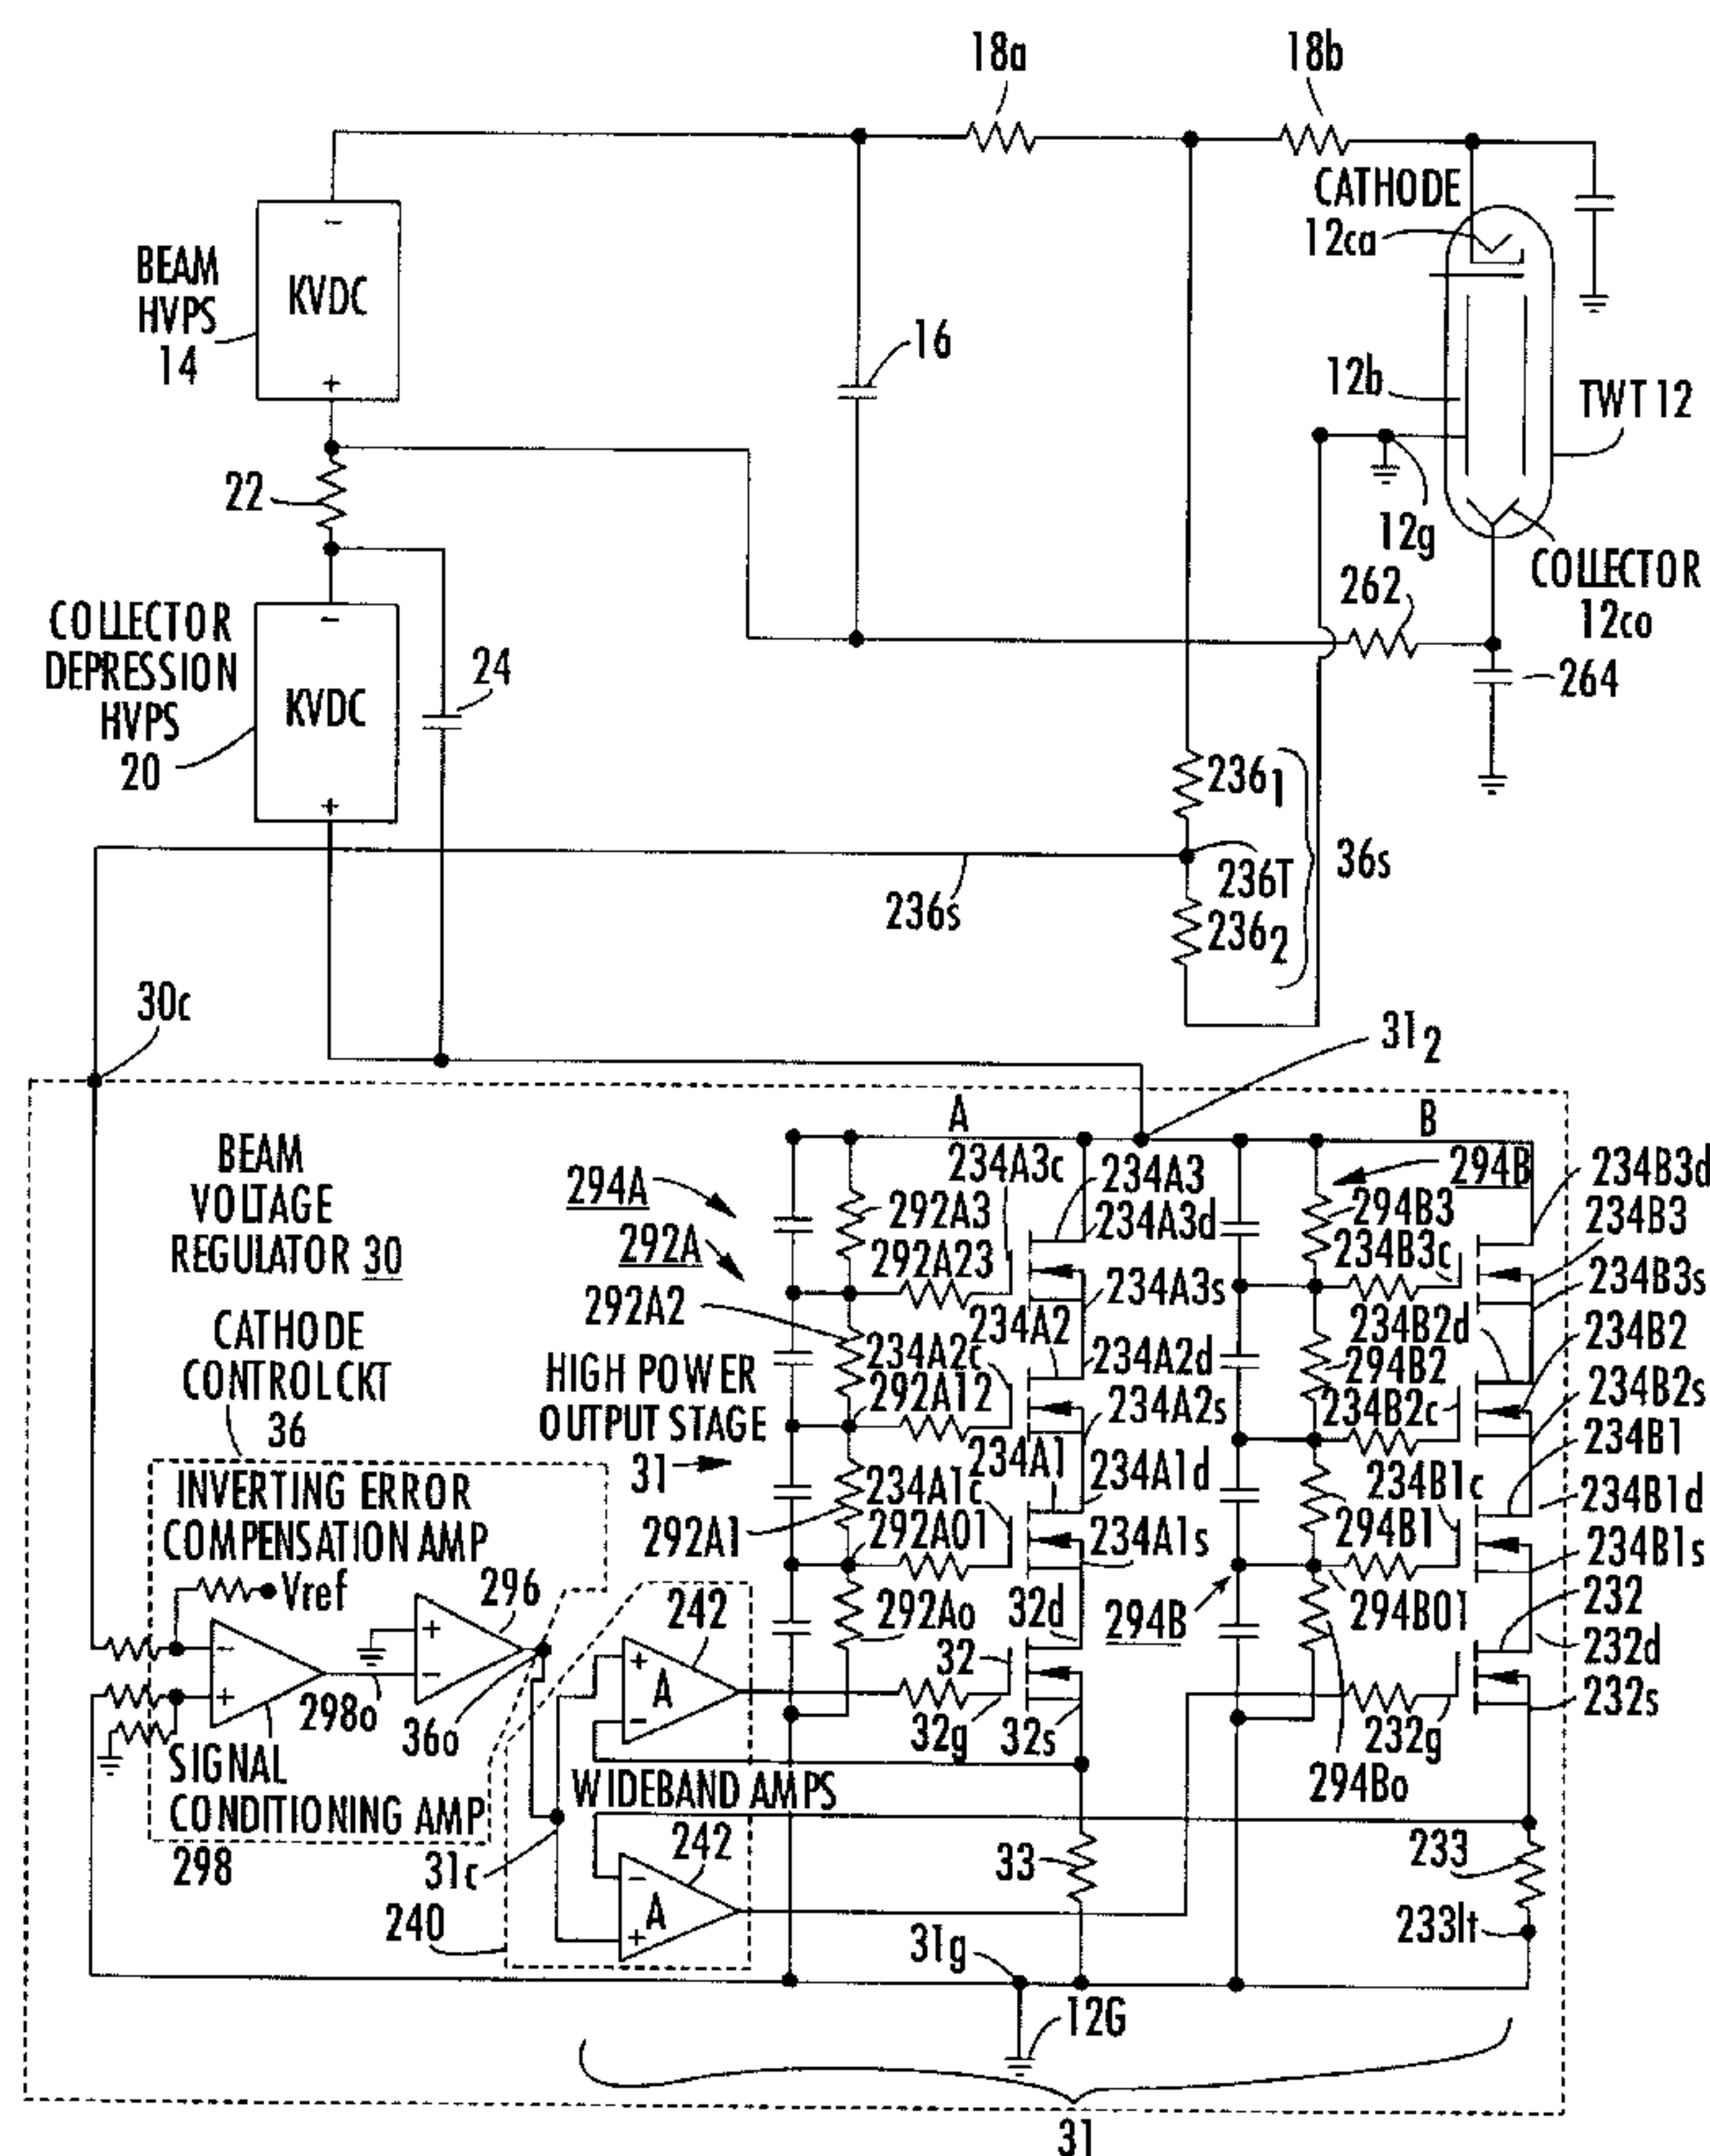 18a
18b
CATHODE
12ca
BEAM
HVPS
14
-
KVDC
+
16
12b
TWT 12
22
12g
COLLECTOR
12co
262
264
COLLECTOR
DEPRESSION
HVPS
20
-
KVDC
+
24
236₁
236T
36s
236s
236₂
30c
31₂
A
B
BEAM
VOLTAGE
REGULATOR 30
294A
292A
234A3c
234A3
292A3
234A3d
292A23
292A2
234A3s
234A2
234A2c
234A2d
292A12
234A2s
234A1
234A1c
234A1d
292A1
292A01
234A1s
294B
294B3
234B3c
234B3d
234B3
234B3s
234B2d
234B2
294B2
234B2s
234B2c
234B1
234B1c
234B1d
294B1
234B1s
294B
294B01
232
232d
232s
232g
294Bo
CATHODE
CONTROLCKT
36
HIGH POWER
OUTPUT STAGE
31
INVERTING ERROR
COMPENSATION AMP
Vref
296
+
-
-
+
298o
36o
SIGNAL
CONDITIONING AMP
298
242
+
A
-
292Ao
32d
32
32g
32s
WIDEBAND AMPS
242
-
A
+
31c
240
33
233
233lt
31g
12G
31